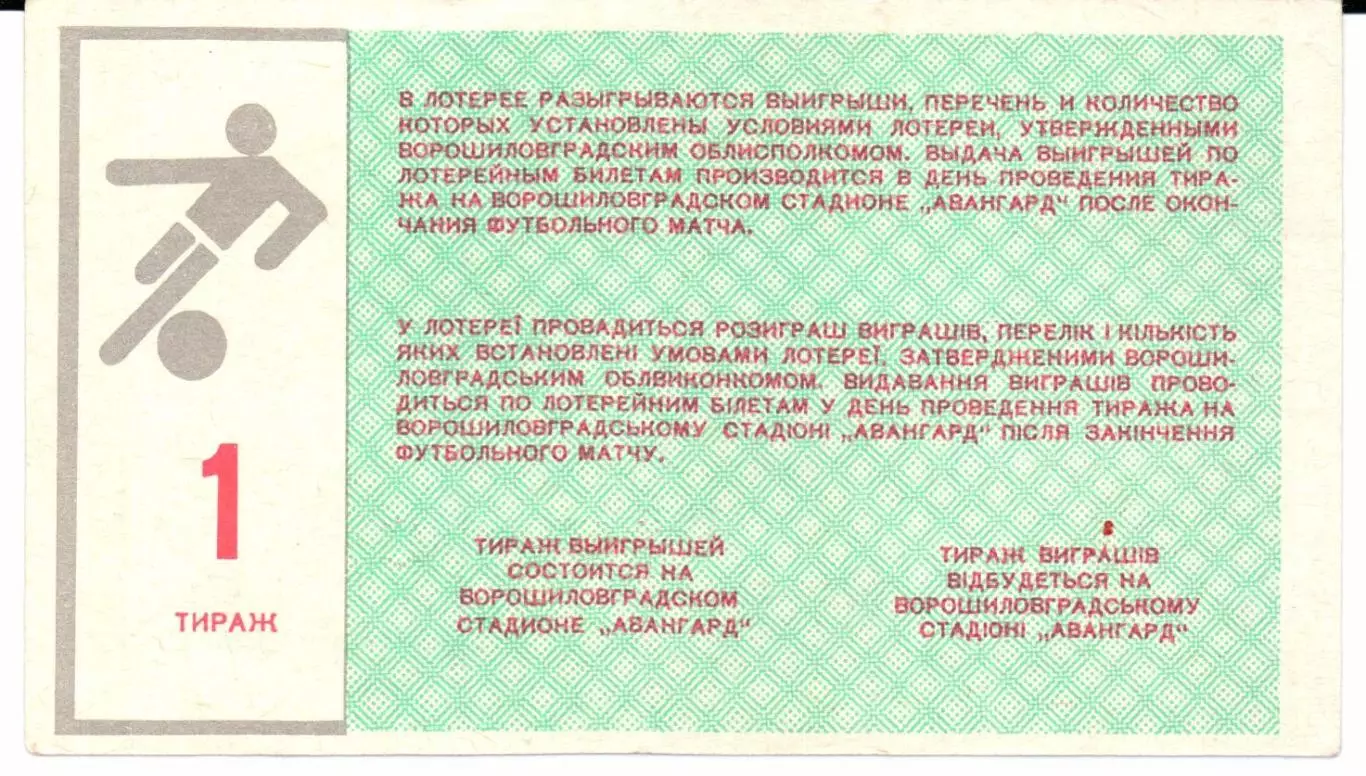 В ЛОТЕРЕЕ РАЗЫГРЫВАЮТСЯ ВЫИГРЫШИ, ПЕРЕЧЕНЬ И КОЛИЧЕСТВО
КОТОРЫХ УСТАНОВЛЕНЫ УСЛОВИЯМИ ЛОТЕРЕИ, УТВЕРЖДЕННЫМИ
ВОРОШИЛОВГРАДСКИМ ОБЛИСПОЛКОМОМ. ВЫДАЧА ВЫИГРЫШЕЙ ПО
ЛОТЕРЕЙНЫМ БИЛЕТАМ ПРОИЗВОДИТСЯ В ДЕНЬ ПРОВЕДЕНИЯ ТИРА-
ЖА НА ВОРОШИЛОВГРАДСКОМ СТАДИОНЕ „АВАНГАРД" ПОСЛЕ ОКОН-
ЧАНИЯ ФУТБОЛЬНОГО МАТЧА.
У ЛОТЕРЕЇ ПРОВАДИТЬСЯ РОЗИГРАШ ВИГРАШІВ, ПЕРЕЛІК І КІЛЬКІСТЬ
ЯКИХ ВСТАНОВЛЕНІ УМОВАМИ ЛОТЕРЕЇ, ЗАТВЕРДЖЕНИМИ ВОРОШИ-
ЛОВГРАДСЬКИМ ОБЛВИКОНКОМОМ. ВИДАВАННЯ ВИГРАШІВ ПРОВО-
ДИТЬСЯ ПО ЛОТЕРЕЙНИМ БІЛЕТАМ У ДЕНЬ ПРОВЕДЕННЯ ТИРАЖА НА
ВОРОШИЛОВГРАДСЬКОМУ СТАДІОНІ „АВАНГАРД" ПІСЛЯ ЗАКІНЧЕННЯ
ФУТБОЛЬНОГО МАТЧУ.
1
ТИРАЖ
ТИРАЖ ВЫИГРЫШЕЙ
СОСТОИТСЯ НА
ВОРОШИЛОВГРАДСКОМ
СТАДИОНЕ „АВАНГАРД"
ТИРАЖ ВИГРАШІВ
ВІДБУДЕТЬСЯ НА
ВОРОШИЛОВГРАДСЬКОМУ
СТАДІОНІ „АВАНГАРД"